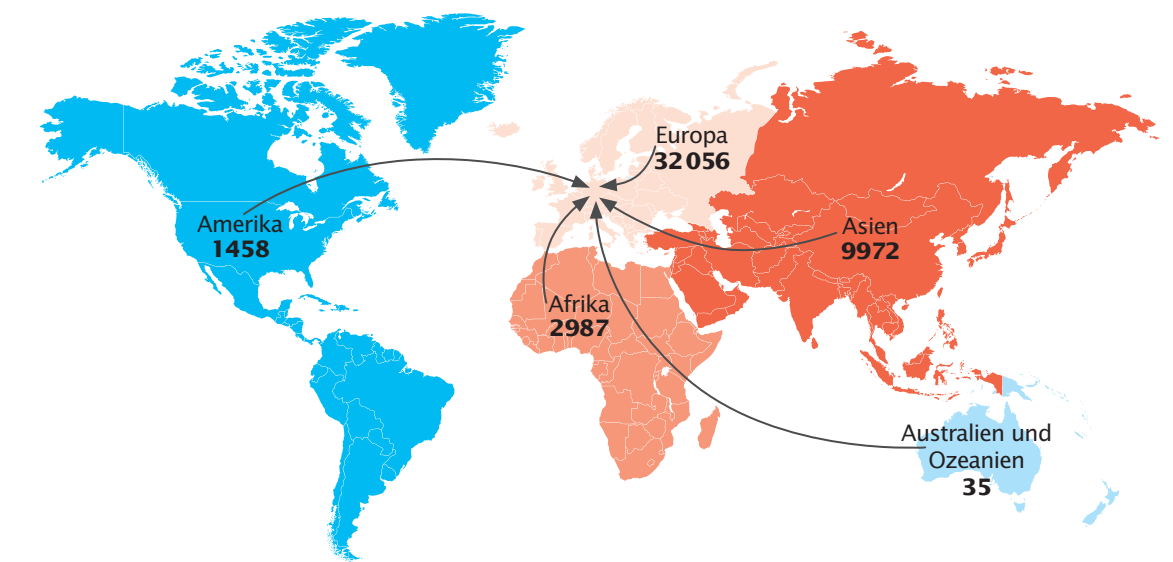 Europa
32 056
Amerika
1458
Asien
9972
Afrika
2987
Australien und
Ozeanien
35